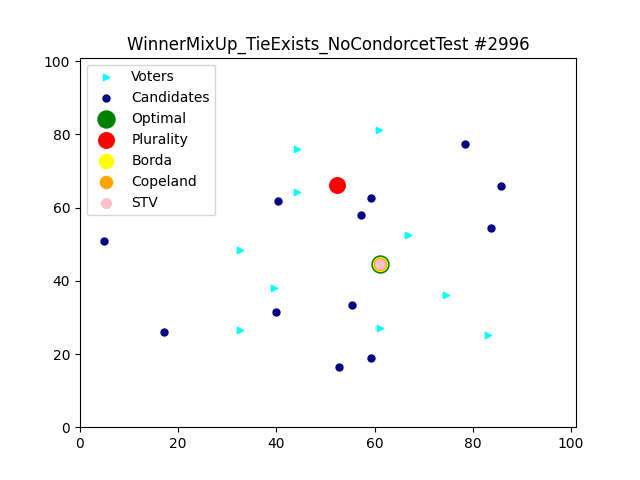 WinnerMixUp_TieExists_NoCondorcetTest #2996
Voters
Candidates
Optimal
Plurality
Borda
Copeland
STV
100
80
60
40
20
0
0 20 40 60 80 100